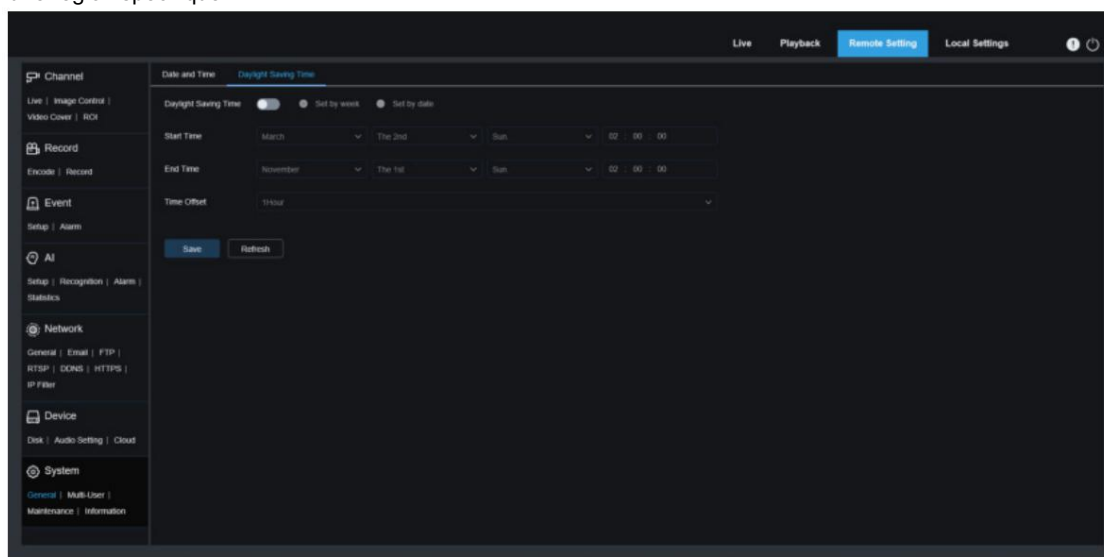 Live Playback Remote Setting Local Settings
Channel
Live | Image Control |
Video Cover | ROI
Record
Encode | Record
Event
Setup | Alarm
AI
Setup | Recognition | Alarm |
Statistics
Network
General | Email | FTP |
RTSP | DDNS | HTTPS |
IP Filter
Device
Disk | Audio Setting | Cloud
System
General | Multi-User |
Maintenance | Information
Date and Time Daylight Saving Time
Daylight Saving Time Set by week Set by date
Start Time March The 2nd Sun 02 : 00 : 00
End Time November The 1st Sun 02 : 00 : 00
Time Offset 1Hour
Save Refresh